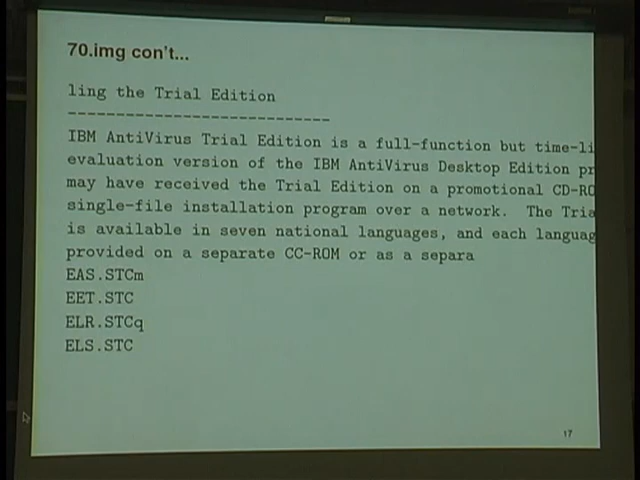 70.img con't...
ling the Trial Edition
---------------------------
IBM AntiVirus Trial Edition is a full-function but time-li
evaluation version of the IBM AntiVirus Desktop Edition pr
may have received the Trial Edition on a promotional CD-RO
single-file installation program over a network. The Tria
is available in seven national languages, and each languag
provided on a separate CC-ROM or as a separa
EAS.STCm
EET.STC
ELR.STCq
ELS.STC
17